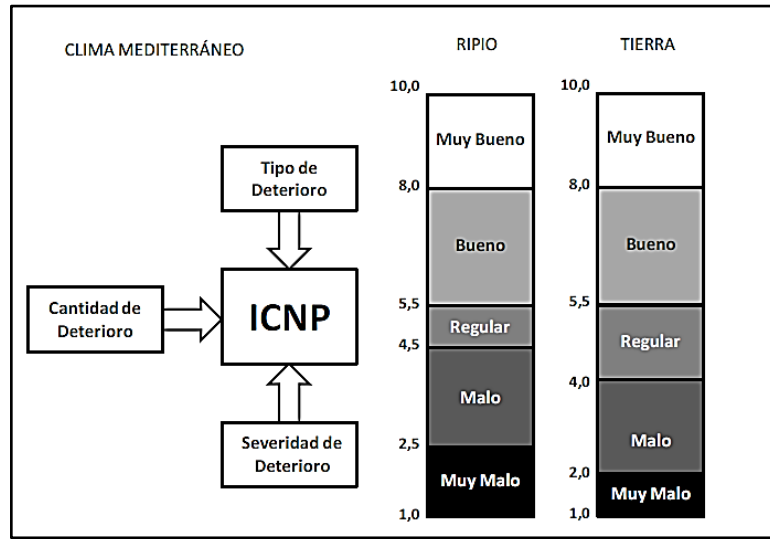 CLIMA MEDITERRÁNEO
Tipo de
Deterioro
Cantidad de
Deterioro
ICNP
Severidad de
Deterioro
RIPIO
10,0
Muy Bueno
8,0
Bueno
5,5
Regular
4,5
Malo
2,5
Muy Malo
1,0
TIERRA
10,0
Muy Bueno
8,0
Bueno
5,5
Regular
4,0
Malo
2,0
Muy Malo
1,0